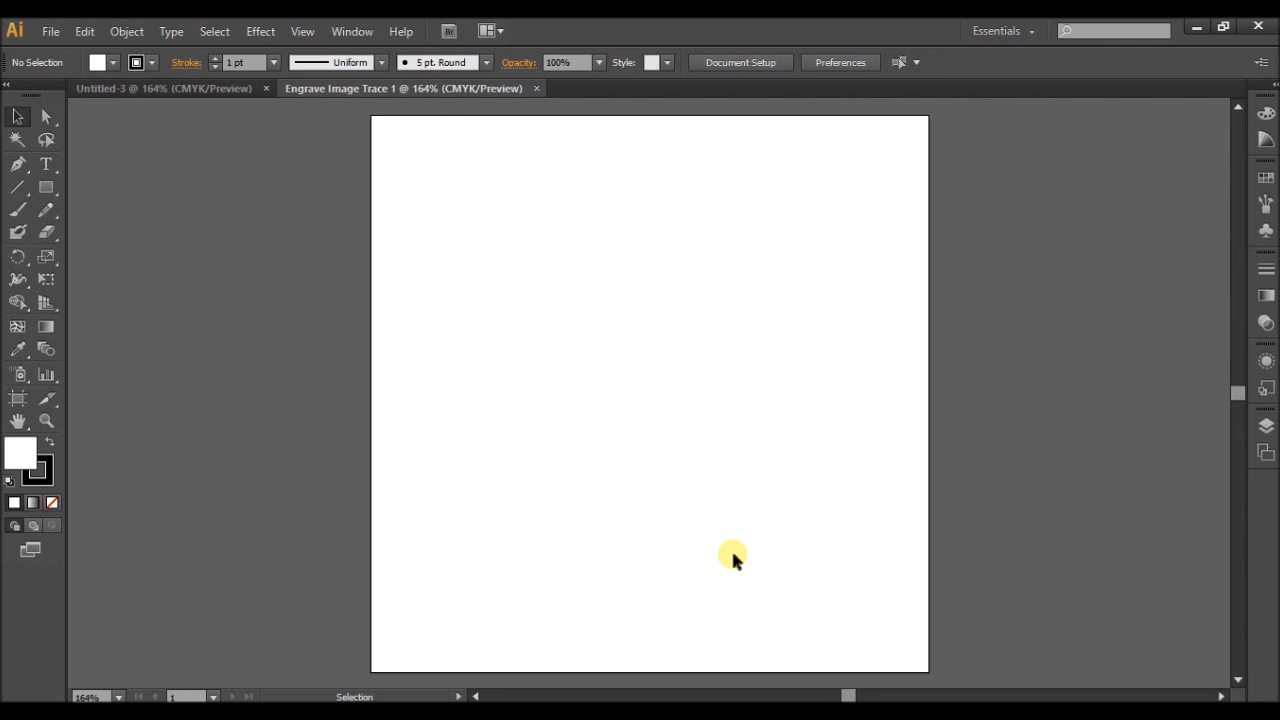 Ai File Edit Object Type Select Effect View Window Help Br Essentials
No Selection Stroke: 1 pt Uniform 5 pt. Round Opacity: 100% Style: Document Setup Preferences
Untitled-3 @ 164% (CMYK/Preview) × Engrave Image Trace 1 @ 164% (CMYK/Preview) ×
T
164% 1 Selection